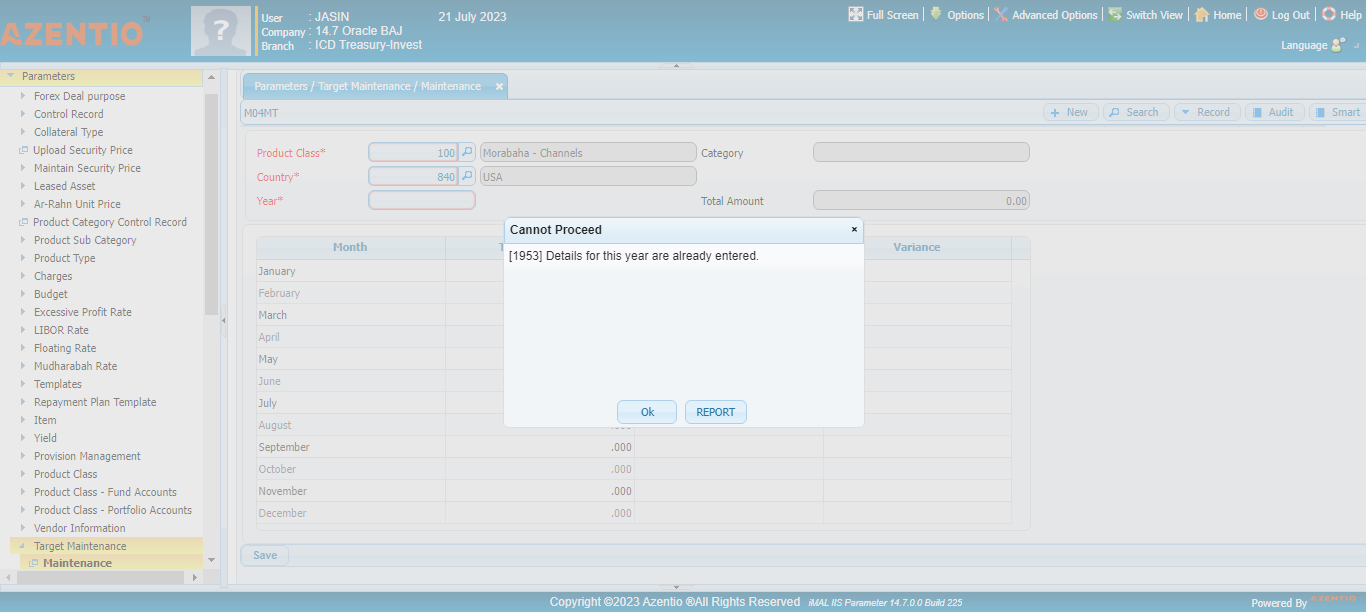 AZENTIO™
?
User : JASIN 21 July 2023
Company : 14.7 Oracle BAJ
Branch : ICD Treasury-Invest
Full Screen Options Advanced Options Switch View Home Log Out Help
Language
Parameters
Forex Deal purpose
Control Record
Collateral Type
Upload Security Price
Maintain Security Price
Leased Asset
Ar-Rahn Unit Price
Product Category Control Record
Product Sub Category
Product Type
Charges
Budget
Excessive Profit Rate
LIBOR Rate
Floating Rate
Mudharabah Rate
Templates
Repayment Plan Template
Item
Yield
Provision Management
Product Class
Product Class - Fund Accounts
Product Class - Portfolio Accounts
Vendor Information
Target Maintenance
Maintenance
Parameters / Target Maintenance / Maintenance
M04MT
New Search Record Audit Smart
Product Class* 100 Morabaha - Channels Category
Country* 840 USA
Year* Total Amount 0.00
Cannot Proceed
[1953] Details for this year are already entered.
Ok REPORT
Month Variance
January
February
March
April
May
June
July
August .000
September .000
October .000
November .000
December .000
Save
Copyright ©2023 Azentio ®All Rights Reserved iMAL IIS Parameter 14.7.0.0 Build 225
Powered By AZENTIO